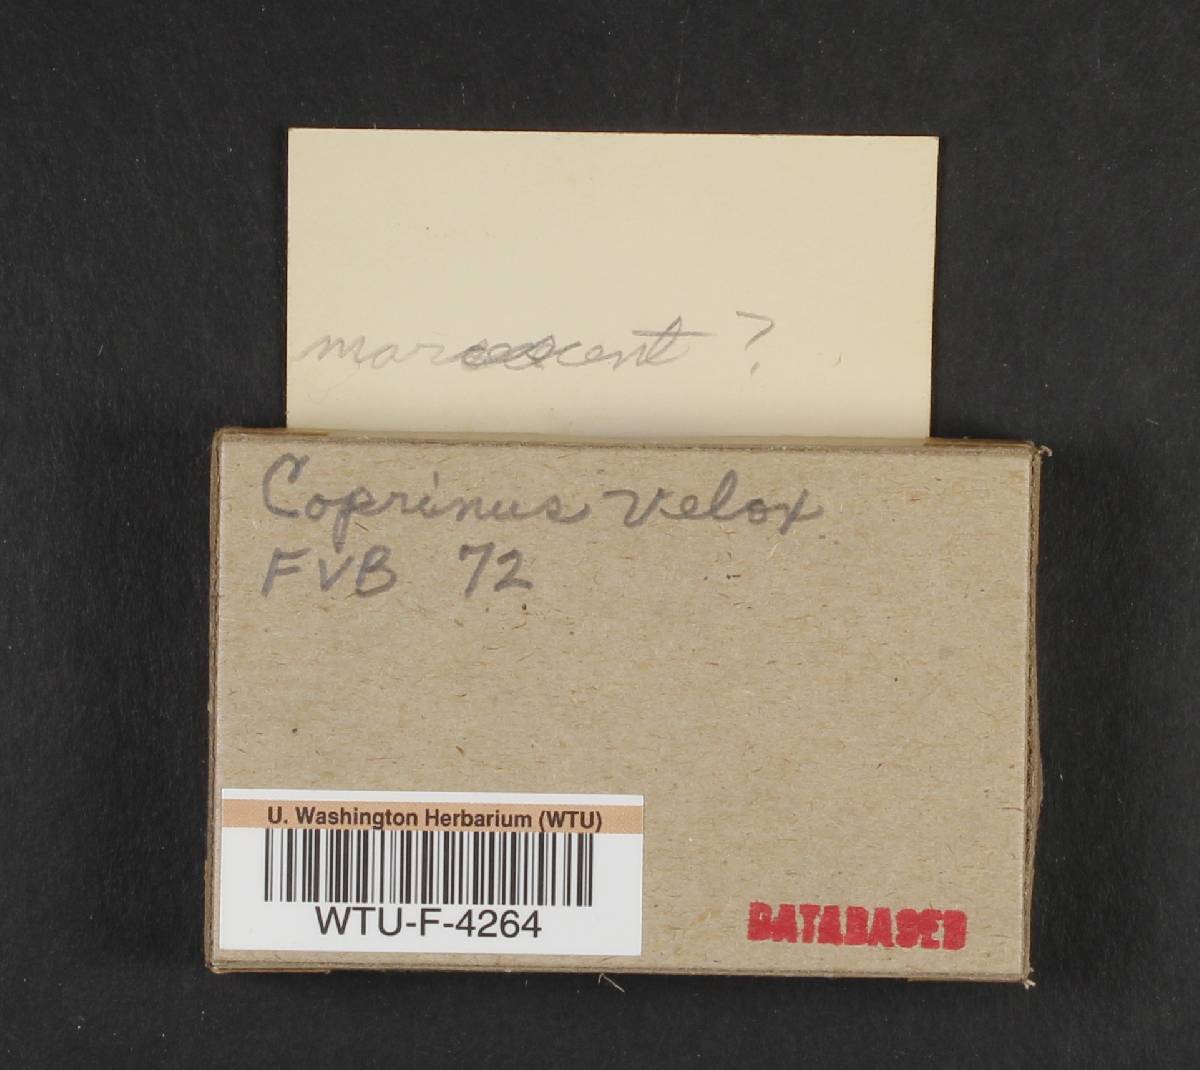 marcescent ?
Coprinus velox
FVB 72
U. Washington Herbarium (WTU)
WTU-F-4264
DATABASED